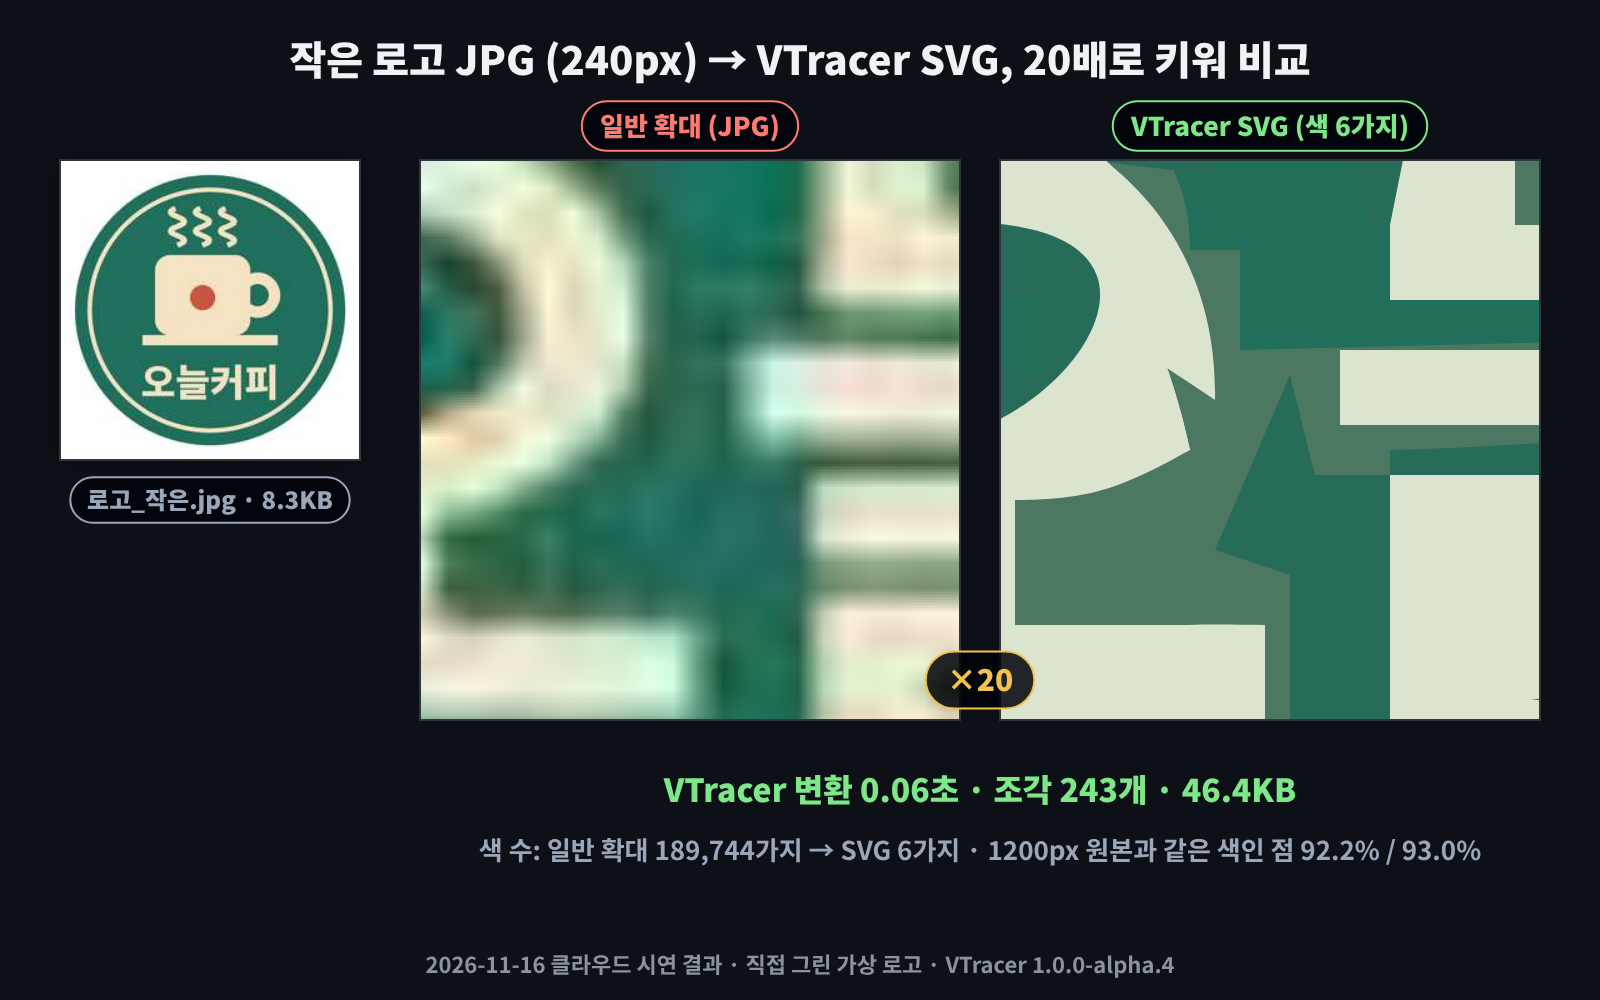 작은 로고 JPG (240px) → VTracer SVG, 20배로 키워 비교
일반 확대 (JPG)
VTracer SVG (색 6가지)
오늘커피
로고_작은.jpg · 8.3KB
×20
VTracer 변환 0.06초 · 조각 243개 · 46.4KB
색 수: 일반 확대 189,744가지 → SVG 6가지 · 1200px 원본과 같은 색인 점 92.2% / 93.0%
2026-11-16 클라우드 시연 결과 · 직접 그린 가상 로고 · VTracer 1.0.0-alpha.4